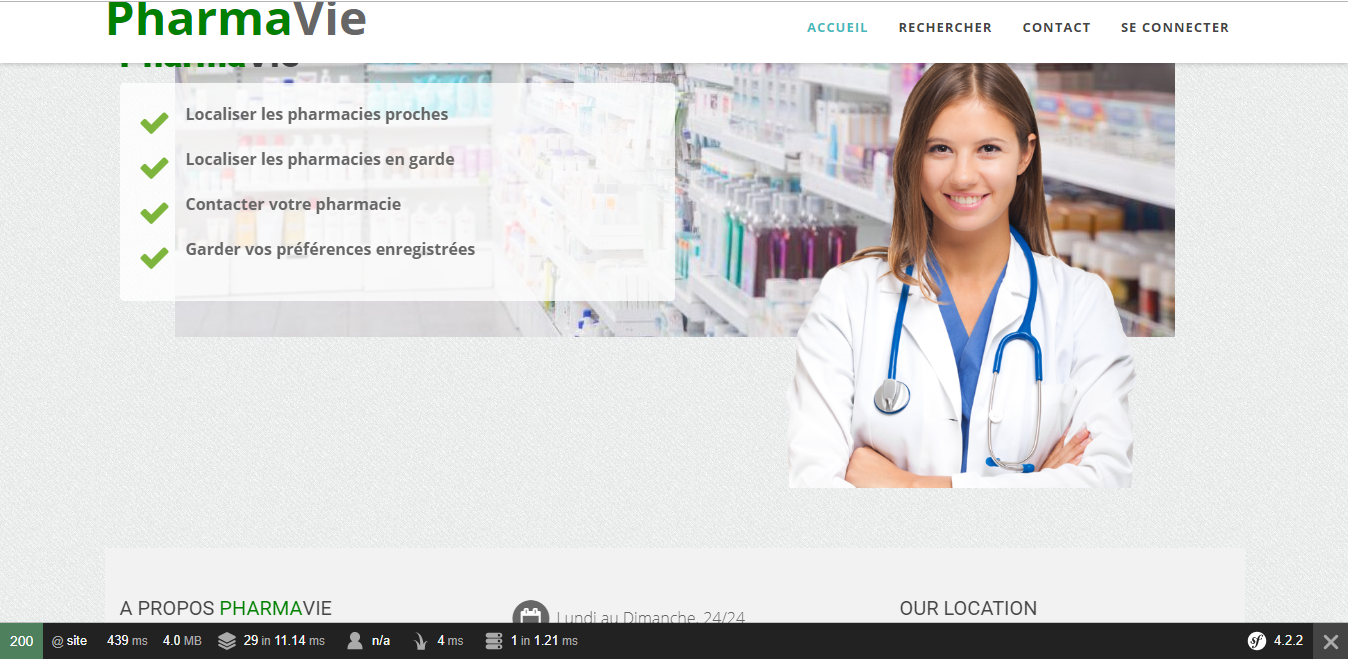 PharmaVie
ACCUEIL RECHERCHER CONTACT SE CONNECTER
PharmaVie
Localiser les pharmacies proches
Localiser les pharmacies en garde
Contacter votre pharmacie
Garder vos préférences enregistrées
A PROPOS PHARMAVIE
Lundi au Dimanche, 24/24
OUR LOCATION
200 @ site 439 ms 4.0 MB 29 in 11.14 ms n/a 4 ms 1 in 1.21 ms sf 4.2.2